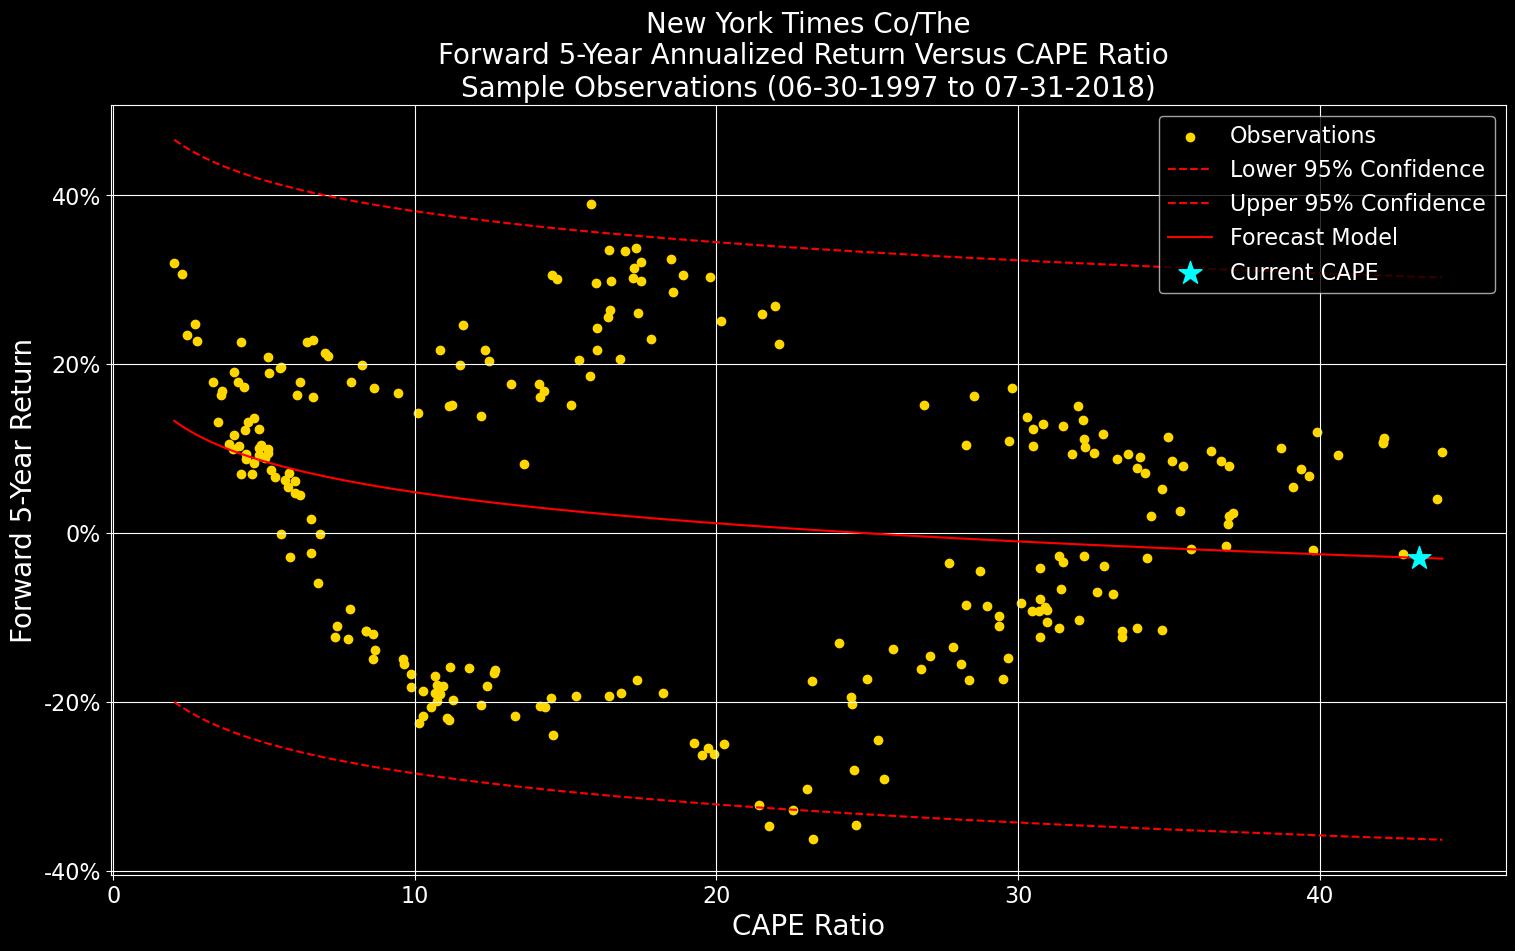 New York Times Co/The
Forward 5-Year Annualized Return Versus CAPE Ratio
Sample Observations (06-30-1997 to 07-31-2018)
Observations
Lower 95% Confidence
Upper 95% Confidence
Forecast Model
Current CAPE
Forward 5-Year Return
40%
20%
0%
-20%
-40%
0
10
20
30
40
CAPE Ratio